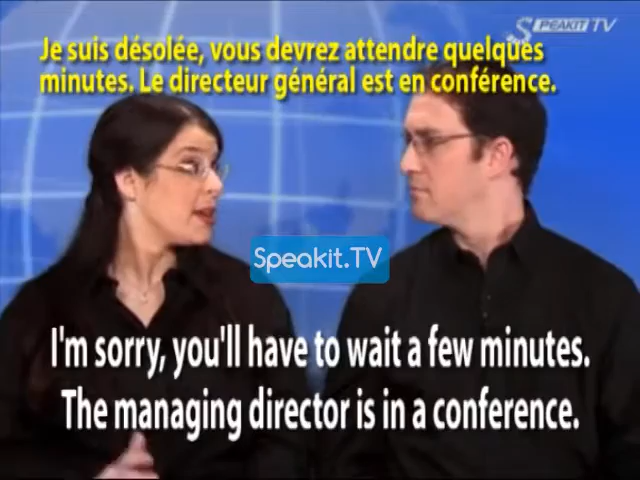 SPEAKIT TV
Je suis désolée, vous devrez attendre quelques
minutes. Le directeur général est en conférence.
Speakit.TV
I'm sorry, you'll have to wait a few minutes.
The managing director is in a conference.